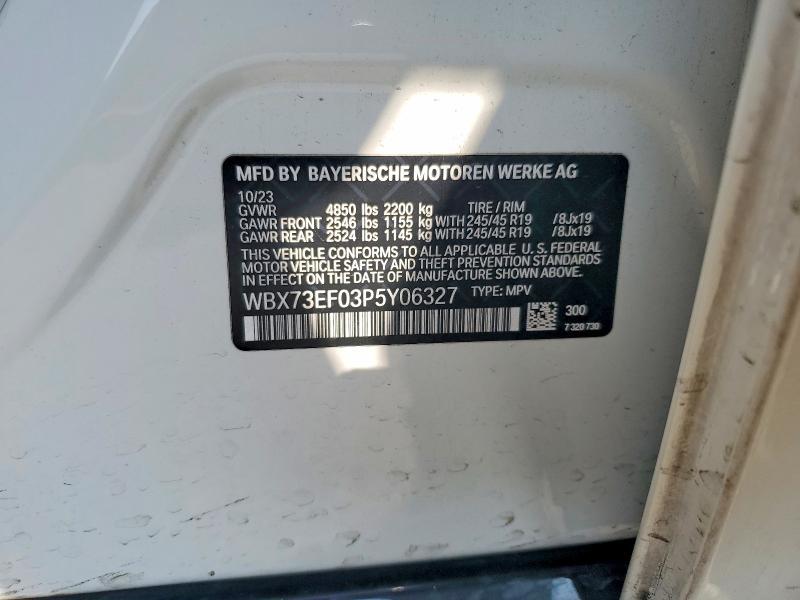 MFD BY BAYERISCHE MOTOREN WERKE AG
10/23
GVWR 4850 lbs 2200 kg TIRE / RIM
GAWR FRONT 2546 lbs 1155 kg WITH 245/45 R19 /8Jx19
GAWR REAR 2524 lbs 1145 kg WITH 245/45 R19 /8Jx19
THIS VEHICLE CONFORMS TO ALL APPLICABLE U. S. FEDERAL
MOTOR VEHICLE SAFETY AND THEFT PREVENTION STANDARDS
IN EFFECT ON THE DATE OF MANUFACTURE SHOWN ABOVE.
WBX73EF03P5Y06327 TYPE: MPV
300
7 320 730